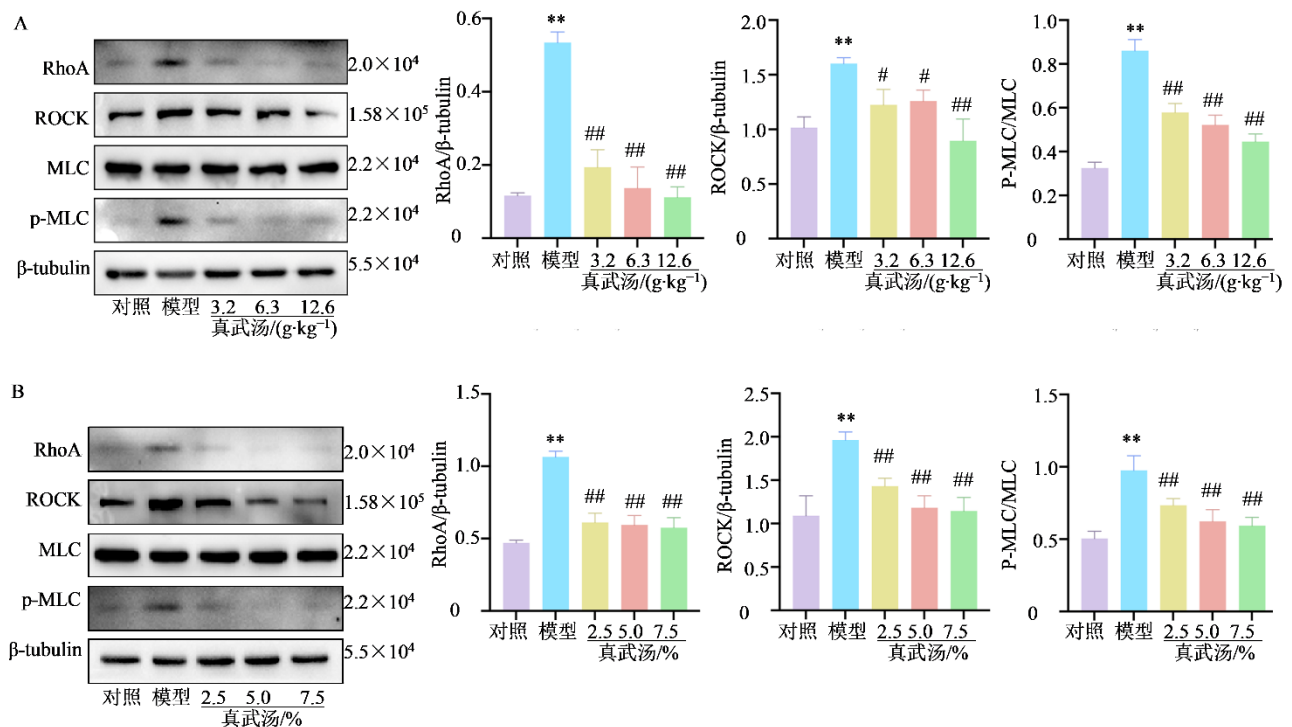 A
RhoA
2.0×10⁴
ROCK
1.58×10⁵
MLC
2.2×10⁴
p-MLC
2.2×10⁴
β-tubulin
5.5×10⁴
对照 模型 3.2 6.3 12.6
真武汤/(g·kg⁻¹)
RhoA/β-tubulin
0.6
0.4
0.2
0
**
##
##
##
对照 模型 3.2 6.3 12.6
真武汤/(g·kg⁻¹)
ROCK/β-tubulin
2.0
1.5
1.0
0.5
0
**
#
#
##
对照 模型 3.2 6.3 12.6
真武汤/(g·kg⁻¹)
P-MLC/MLC
1.0
0.8
0.6
0.4
0.2
0
**
##
##
##
对照 模型 3.2 6.3 12.6
真武汤/(g·kg⁻¹)
B
RhoA
2.0×10⁴
ROCK
1.58×10⁵
MLC
2.2×10⁴
p-MLC
2.2×10⁴
β-tubulin
5.5×10⁴
对照 模型 2.5 5.0 7.5
真武汤/%
RhoA/β-tubulin
1.5
1.0
0.5
0
**
##
##
##
对照 模型 2.5 5.0 7.5
真武汤/%
ROCK/β-tubulin
2.5
2.0
1.5
1.0
0.5
0
**
##
##
##
对照 模型 2.5 5.0 7.5
真武汤/%
P-MLC/MLC
1.5
1.0
0.5
0
**
##
##
##
对照 模型 2.5 5.0 7.5
真武汤/%